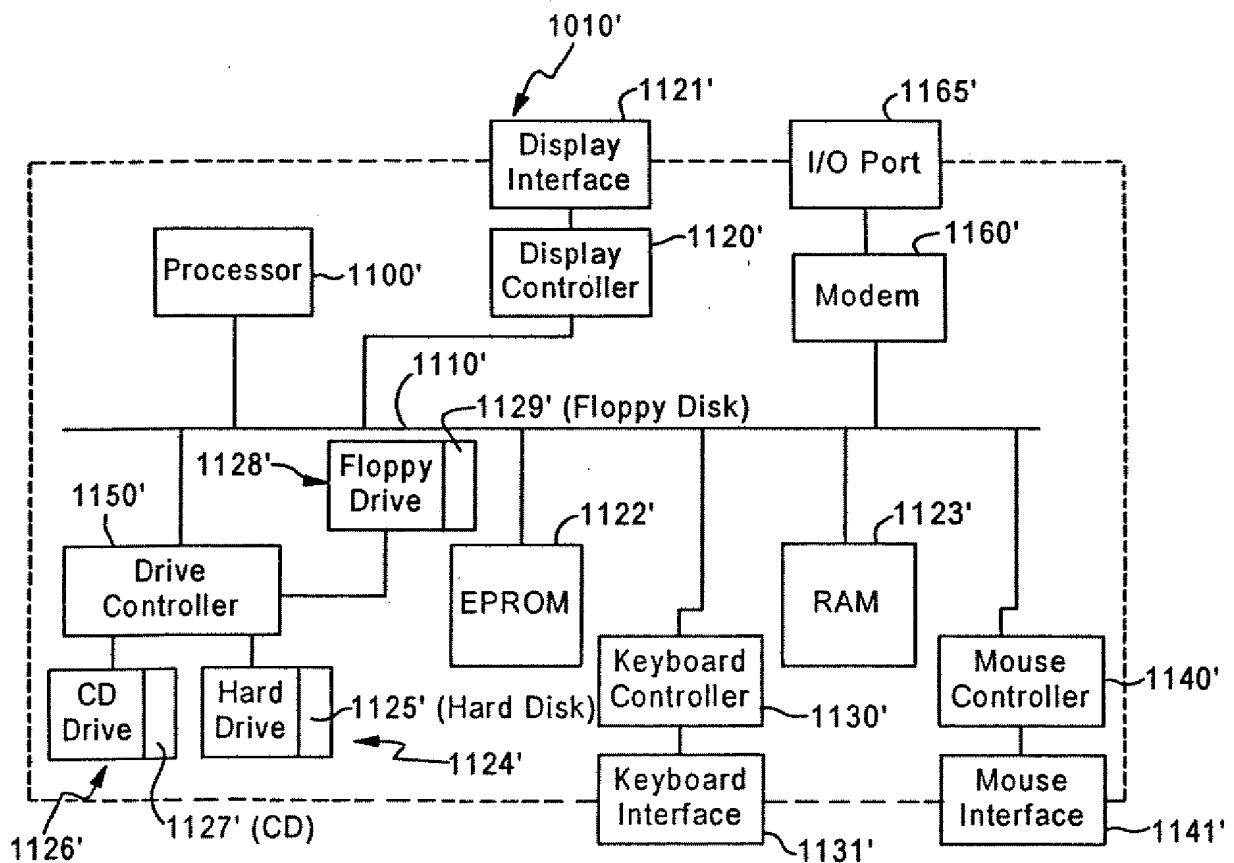 1010'
1121'
1165'
Display
Interface
I/O Port
1120'
1160'
Processor
1100'
Display
Controller
Modem
1110'
1129' (Floppy Disk)
1128'
Floppy
Drive
1150'
1122'
1123'
Drive
Controller
EPROM
RAM
CD
Drive
Hard
Drive
1125' (Hard Disk)
Keyboard
Controller
1130'
Mouse
Controller
1140'
1124'
1126'
1127' (CD)
Keyboard
Interface
1131'
Mouse
Interface
1141'